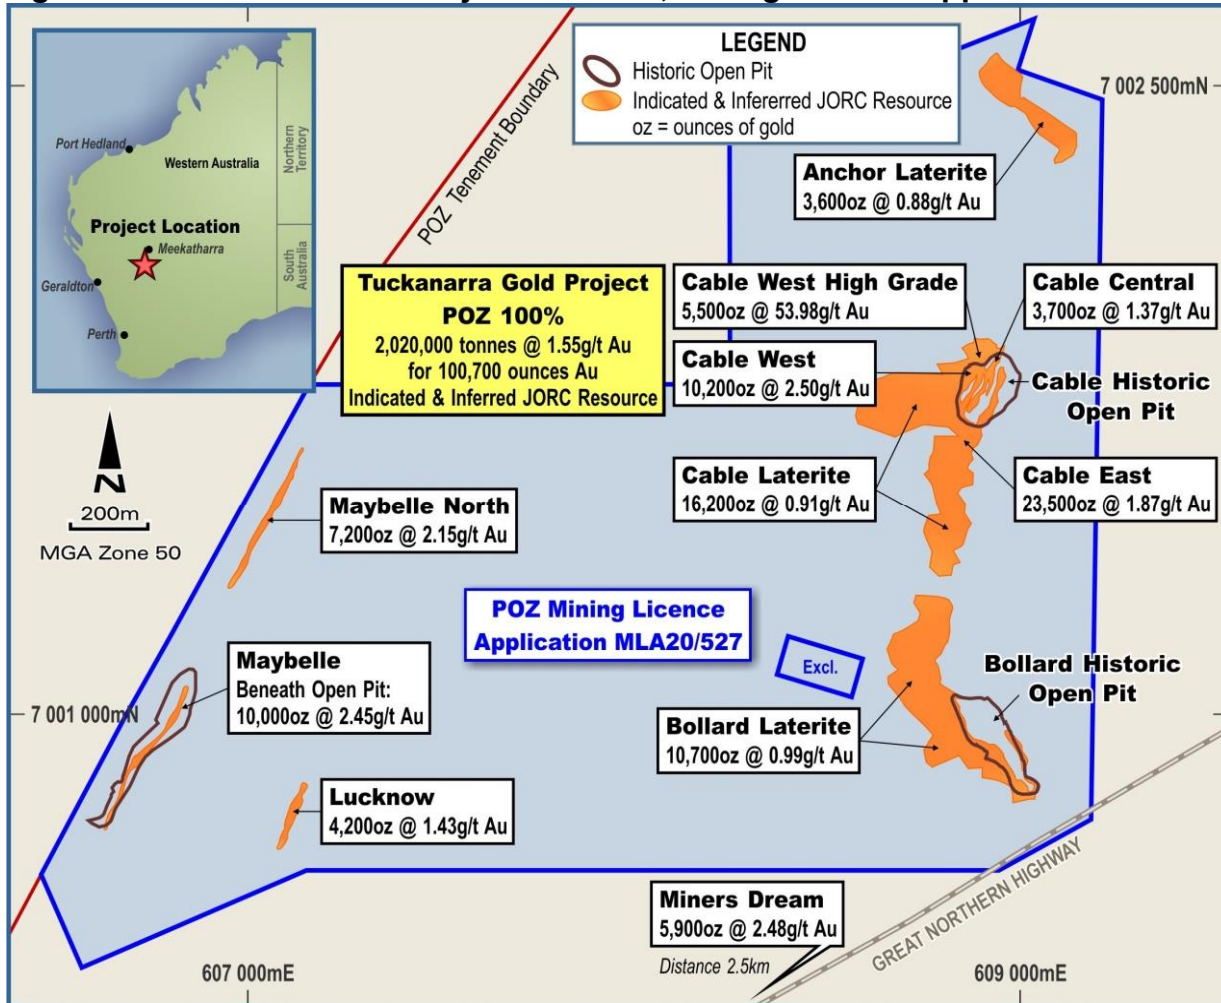 LEGEND
Historic Open Pit
Indicated & Infererred JORC Resource
oz = ounces of gold
7 002 500mN
Port Hedland
Western Australia
Northern
Territory
Project Location
Meekatharra
South
Australia
Geraldton
Perth
POZ Tenement Boundary
Anchor Laterite
3,600oz @ 0.88g/t Au
Tuckanarra Gold Project
POZ 100%
2,020,000 tonnes @ 1.55g/t Au
for 100,700 ounces Au
Indicated & Inferred JORC Resource
Cable West High Grade
5,500oz @ 53.98g/t Au
Cable Central
3,700oz @ 1.37g/t Au
Cable West
10,200oz @ 2.50g/t Au
Cable Historic
Open Pit
N
200m
MGA Zone 50
Maybelle North
7,200oz @ 2.15g/t Au
Cable Laterite
16,200oz @ 0.91g/t Au
Cable East
23,500oz @ 1.87g/t Au
POZ Mining Licence
Application MLA20/527
Excl.
Maybelle
Beneath Open Pit:
10,000oz @ 2.45g/t Au
Bollard Historic
Open Pit
7 001 000mN
Bollard Laterite
10,700oz @ 0.99g/t Au
Lucknow
4,200oz @ 1.43g/t Au
Miners Dream
5,900oz @ 2.48g/t Au
Distance 2.5km
GREAT NORTHERN HIGHWAY
607 000mE
609 000mE